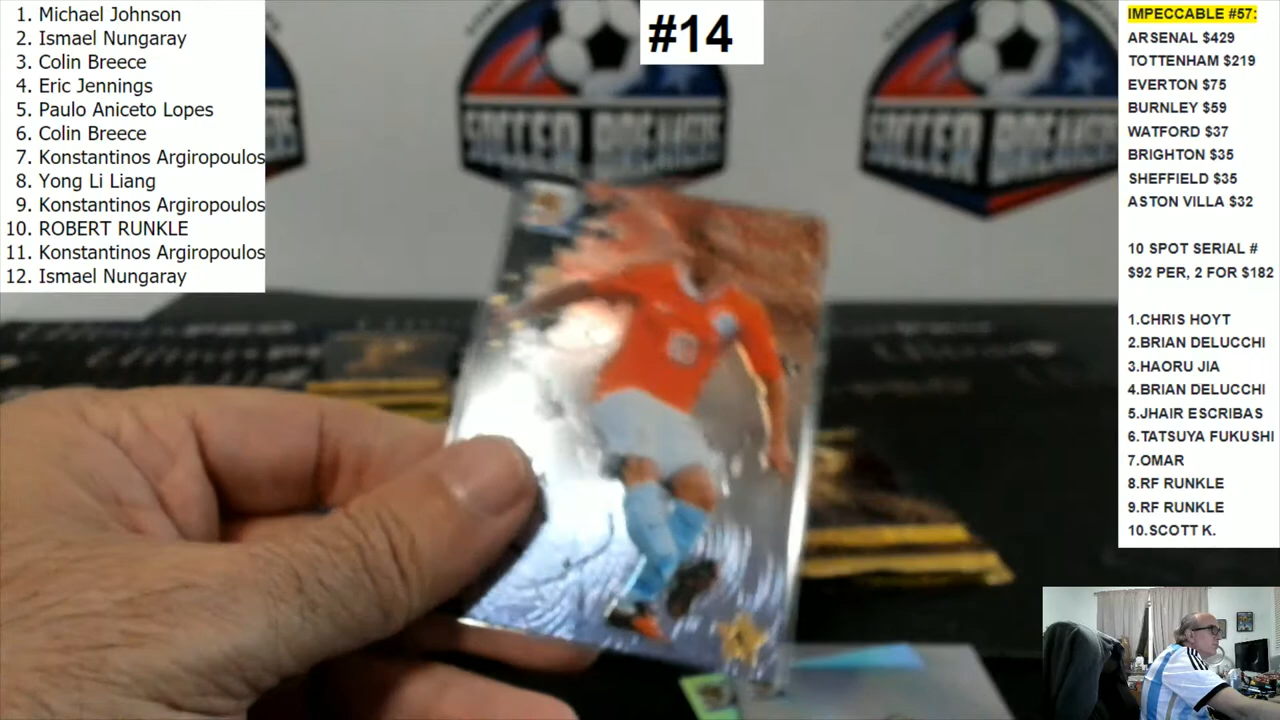 1. Michael Johnson
2. Ismael Nungaray
3. Colin Breece
4. Eric Jennings
5. Paulo Aniceto Lopes
6. Colin Breece
7. Konstantinos Argiropoulos
8. Yong Li Liang
9. Konstantinos Argiropoulos
10. ROBERT RUNKLE
11. Konstantinos Argiropoulos
12. Ismael Nungaray
#14
SOCCER BREAKERS
IMPECCABLE #57:
ARSENAL $429
TOTTENHAM $219
EVERTON $75
BURNLEY $59
WATFORD $37
BRIGHTON $35
SHEFFIELD $35
ASTON VILLA $32
10 SPOT SERIAL #
$92 PER, 2 FOR $182
1.CHRIS HOYT
2.BRIAN DELUCCHI
3.HAORU JIA
4.BRIAN DELUCCHI
5.JHAIR ESCRIBAS
6.TATSUYA FUKUSHI
7.OMAR
8.RF RUNKLE
9.RF RUNKLE
10.SCOTT K.